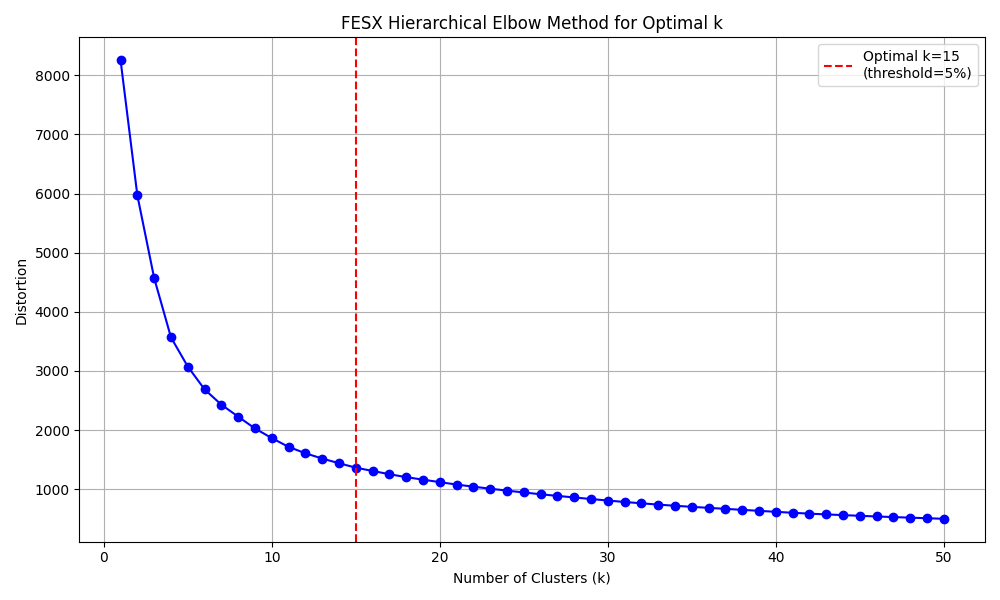 FESX Hierarchical Elbow Method for Optimal k
Optimal k=15
(threshold=5%)
Distortion
8000
7000
6000
5000
4000
3000
2000
1000
0 10 20 30 40 50
Number of Clusters (k)